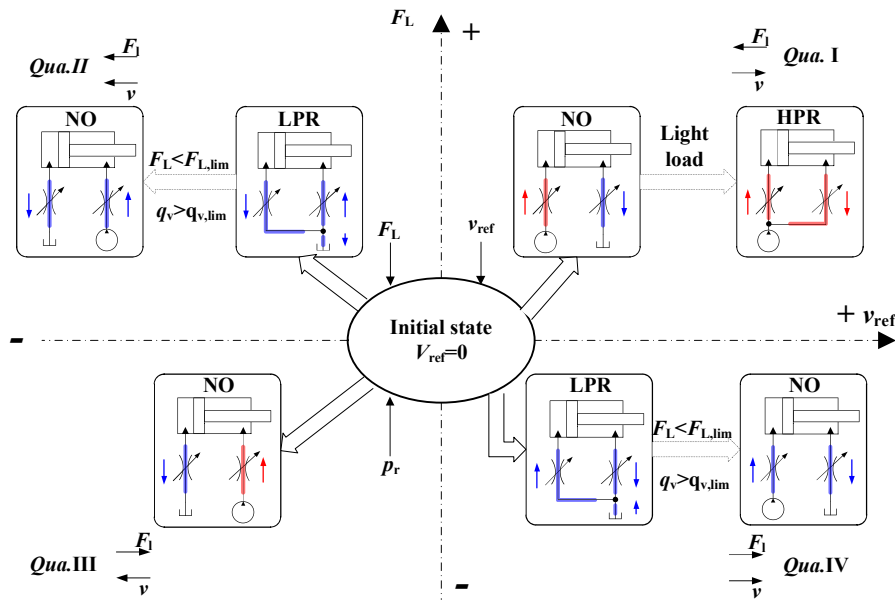 F_L
+
Qua.II
F_l
v
F_l
v
Qua. I
NO
LPR
NO
HPR
F_L<F_L,lim
q_v>q_v,lim
Light
load
F_L
v_ref
Initial state
V_ref=0
-
+ v_ref
NO
LPR
NO
F_L<F_L,lim
q_v>q_v,lim
p_r
Qua.III
F_l
v
-
F_l
v
Qua.IV